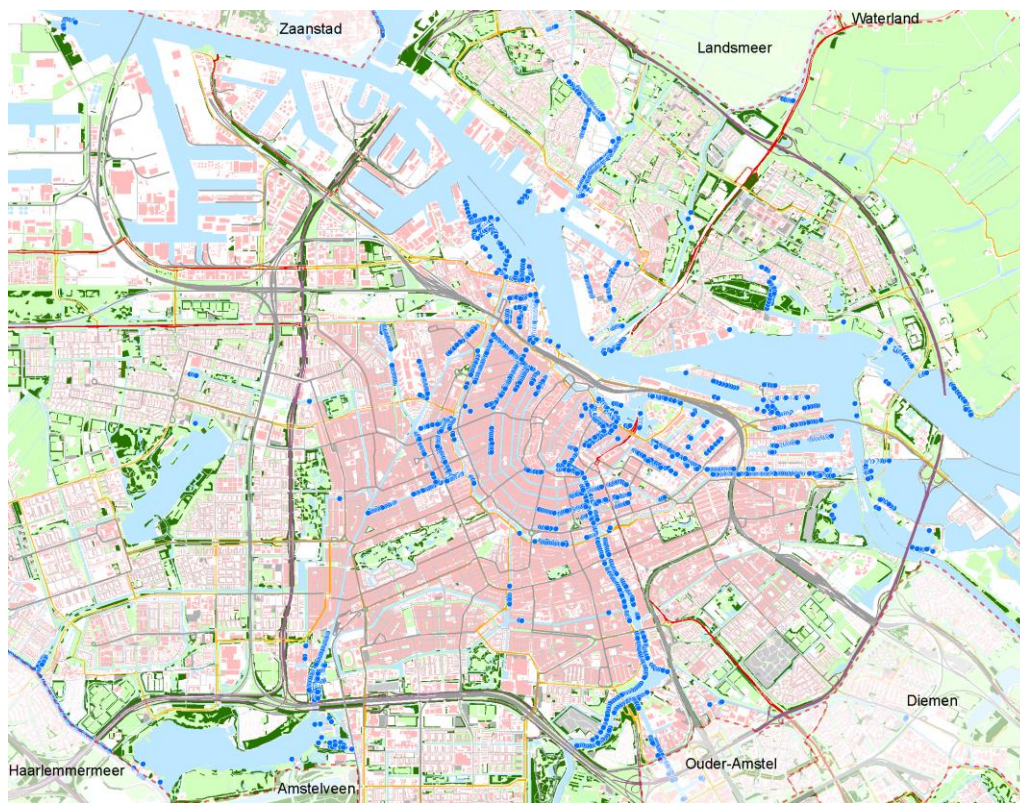 Waterland
Zaanstad
Landsmeer
Diemen
Ouder-Amstel
Haarlemmermeer
Amstelveen